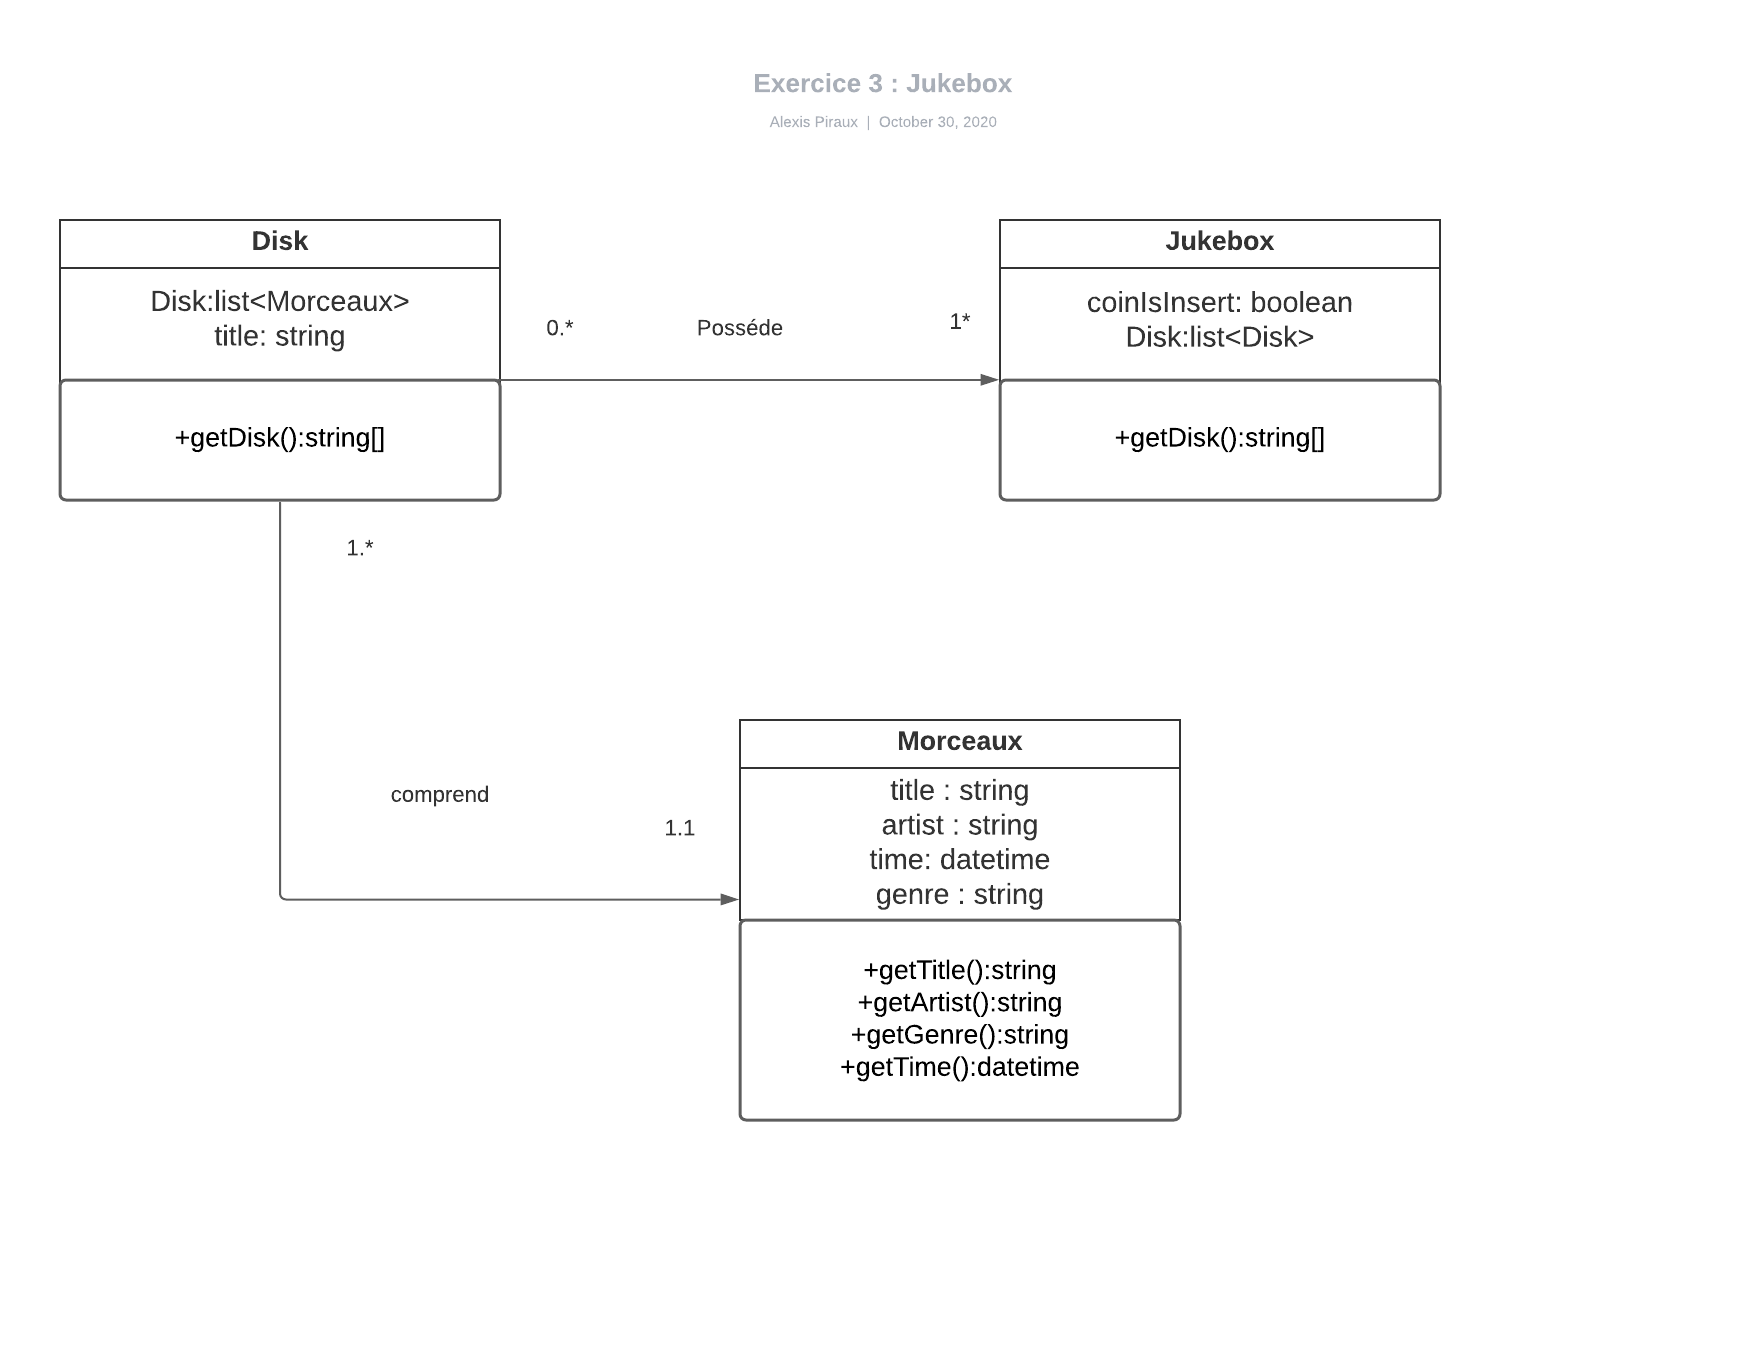 Exercice 3 : Jukebox
Alexis Piraux | October 30, 2020
Disk
Disk:list<Morceaux>
title: string
+getDisk():string[]
0.*
Posséde
1*
Jukebox
coinIsInsert: boolean
Disk:list<Disk>
+getDisk():string[]
1.*
comprend
1.1
Morceaux
title : string
artist : string
time: datetime
genre : string
+getTitle():string
+getArtist():string
+getGenre():string
+getTime():datetime